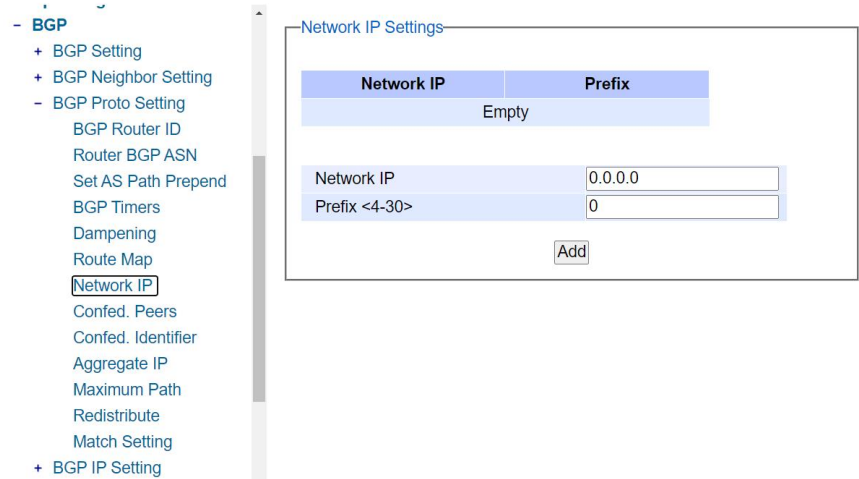 - BGP
+ BGP Setting
+ BGP Neighbor Setting
- BGP Proto Setting
BGP Router ID
Router BGP ASN
Set AS Path Prepend
BGP Timers
Dampening
Route Map
Network IP
Confed. Peers
Confed. Identifier
Aggregate IP
Maximum Path
Redistribute
Match Setting
+ BGP IP Setting
Network IP Settings
Network IP Prefix
Empty
Network IP 0.0.0.0
Prefix <4-30> 0
Add